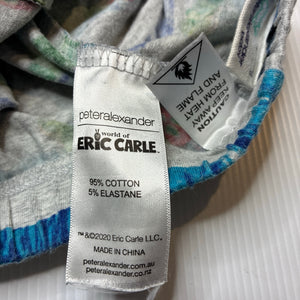 peteralexander
world of
ERIC CARLE™
95% COTTON
5% ELASTANE
™&©2020 Eric Carle LLC.
MADE IN CHINA
peteralexander.com.au
peteralexander.co.nz
CAUTION
KEEP AWAY
FROM HEAT
AND FLAME